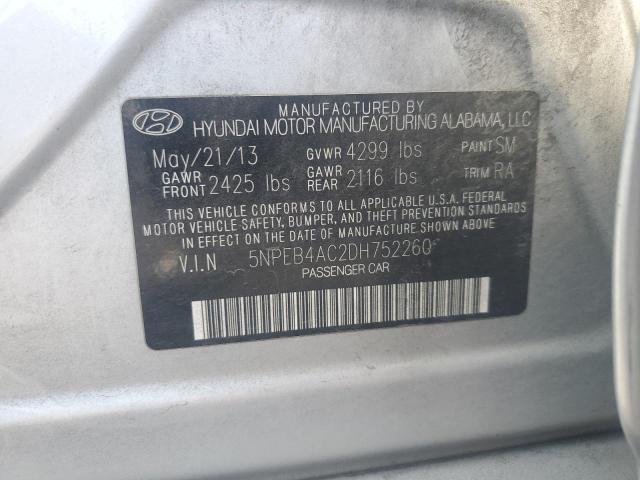 MANUFACTURED BY
HYUNDAI MOTOR MANUFACTURING ALABAMA, LLC
May/21/13 GVWR 4299 lbs PAINT SM
GAWR FRONT 2425 lbs GAWR REAR 2116 lbs TRIM RA
THIS VEHICLE CONFORMS TO ALL APPLICABLE U.S.A. FEDERAL
MOTOR VEHICLE SAFETY, BUMPER, AND THEFT PREVENTION STANDARDS
IN EFFECT ON THE DATE OF MANUFACTURE SHOWN ABOVE.
V.I.N 5NPEB4AC2DH752260
PASSENGER CAR